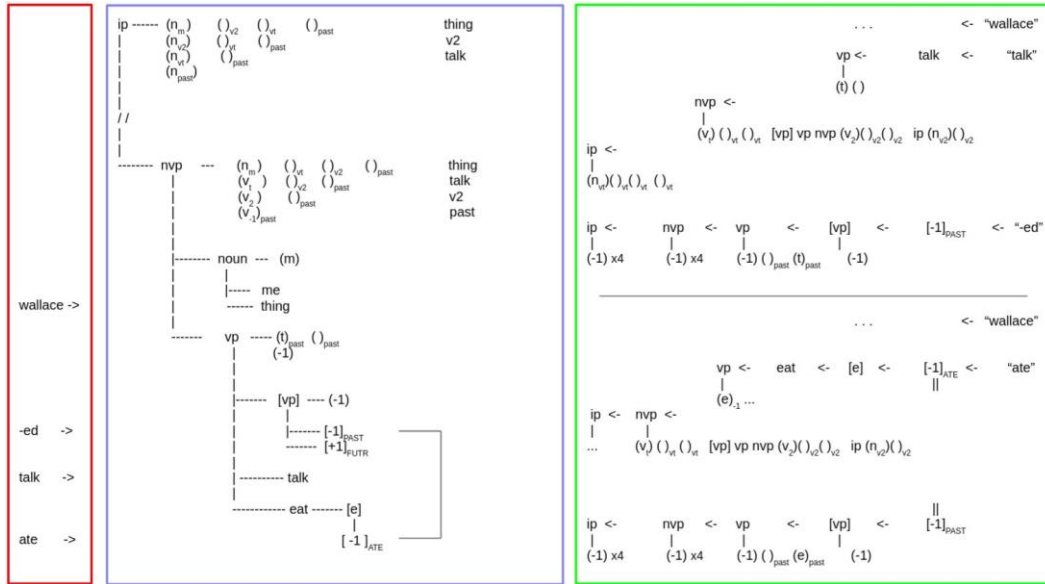 wallace ->
-ed ->
talk ->
ate ->
ip ------ (n_m) ( )_v2 ( )_vt ( )_past thing
(n_v2) ( )_vt ( )_past v2
(n_vt) ( )_past talk
(n_past)
//
-------- nvp --- (n_m) ( )_vt ( )_v2 ( )_past thing
(v_t ) ( )_v2 ( )_past talk
(v_2) ( )_past v2
(v_-1)_past past
|-------- noun --- (m)
|----- me
------ thing
------- vp ----- (t)_past ( )_past
(-1)
|------- [vp] ---- (-1)
|------- [-1]_PAST
------- [+1]_FUTR
|---------- talk
------------ eat ------- [e]
[ -1 ]_ATE
. . . <- “wallace”
vp <- talk <- “talk”
(t) ( )
nvp <-
(v_t) ( )_vt ( )_vt [vp] vp nvp (v_2)( )_v2( )_v2 ip (n_v2)( )_v2
ip <-
(n_vt)( )_vt( )_vt ( )_vt
ip <- nvp <- vp <- [vp] <- [-1]_PAST <- “-ed”
(-1) x4 (-1) x4 (-1) ( )_past (t)_past (-1)
. . . <- “wallace”
vp <- eat <- [e] <- [-1]_ATE <- “ate”
(e)_-1 ... ||
ip <- nvp <-
... (v_t) ( )_vt ( )_vt [vp] vp nvp (v_2)( )_v2( )_v2 ip (n_v2)( )_v2
||
ip <- nvp <- vp <- [vp] <- [-1]_PAST
(-1) x4 (-1) x4 (-1) ( )_past (e)_past (-1)